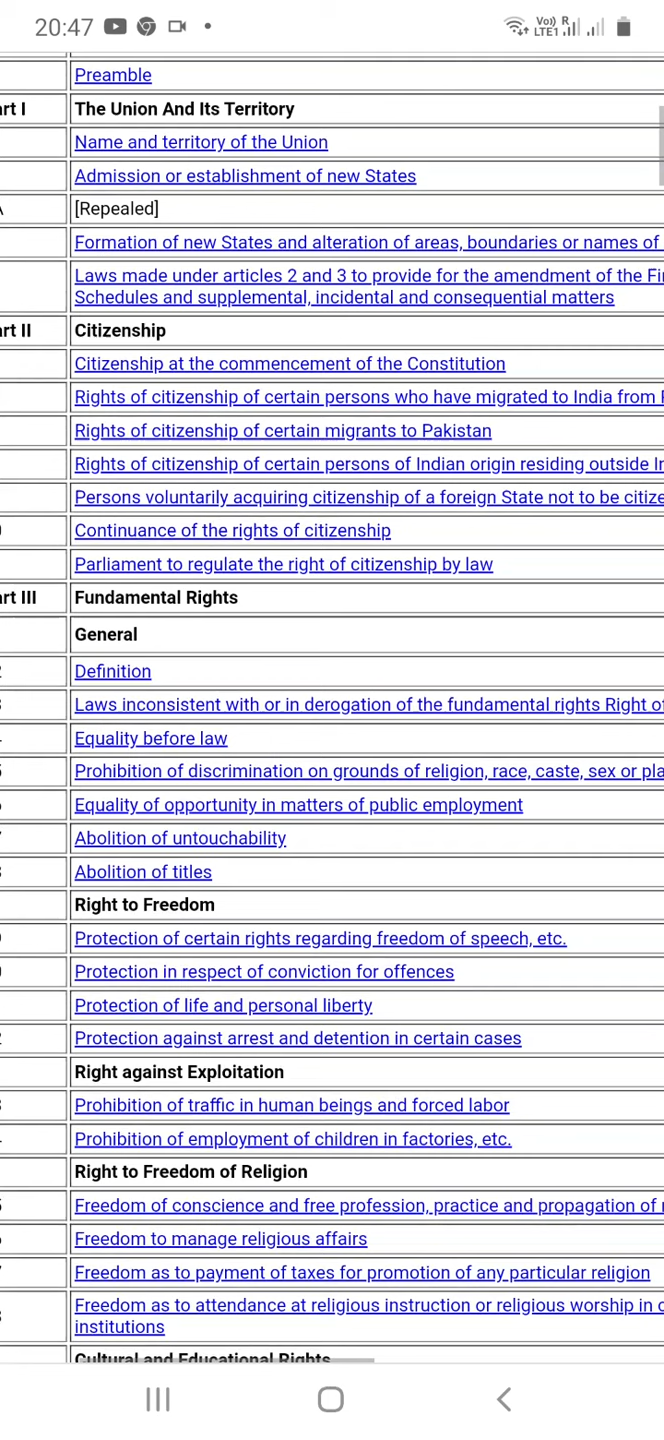 20:47
Vo)) R
LTE1
Preamble
art I The Union And Its Territory
Name and territory of the Union
Admission or establishment of new States
[Repealed]
Formation of new States and alteration of areas, boundaries or names of
Laws made under articles 2 and 3 to provide for the amendment of the Fi
Schedules and supplemental, incidental and consequential matters
art II Citizenship
Citizenship at the commencement of the Constitution
Rights of citizenship of certain persons who have migrated to India from
Rights of citizenship of certain migrants to Pakistan
Rights of citizenship of certain persons of Indian origin residing outside
Persons voluntarily acquiring citizenship of a foreign State not to be citize
Continuance of the rights of citizenship
Parliament to regulate the right of citizenship by law
art III Fundamental Rights
General
2 Definition
3 Laws inconsistent with or in derogation of the fundamental rights Right of
Equality before law
5 Prohibition of discrimination on grounds of religion, race, caste, sex or pla
Equality of opportunity in matters of public employment
Abolition of untouchability
3 Abolition of titles
Right to Freedom
Protection of certain rights regarding freedom of speech, etc.
Protection in respect of conviction for offences
Protection of life and personal liberty
2 Protection against arrest and detention in certain cases
Right against Exploitation
3 Prohibition of traffic in human beings and forced labor
Prohibition of employment of children in factories, etc.
Right to Freedom of Religion
5 Freedom of conscience and free profession, practice and propagation of
Freedom to manage religious affairs
Freedom as to payment of taxes for promotion of any particular religion
3 Freedom as to attendance at religious instruction or religious worship in
institutions
Cultural and Educational Rights